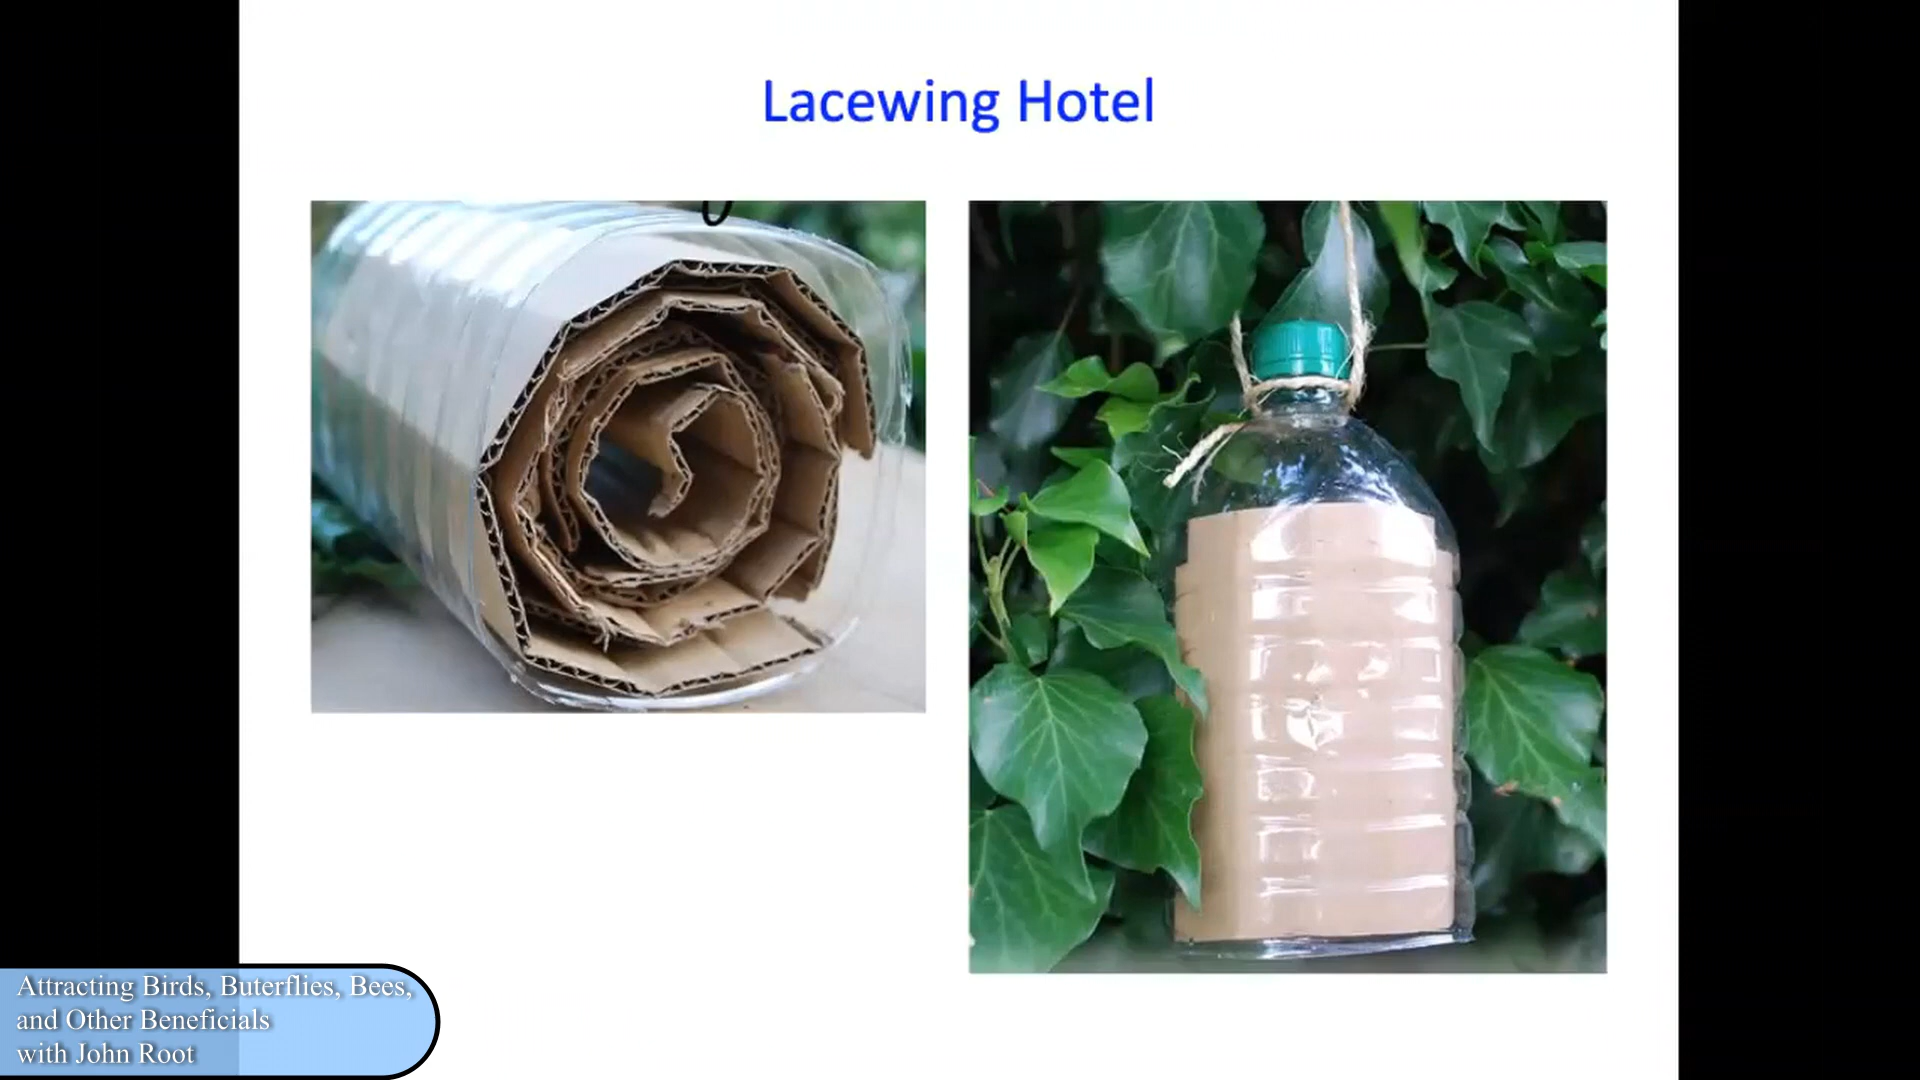 Lacewing Hotel
Attracting Birds, Buterflies, Bees,
and Other Beneficials
with John Root